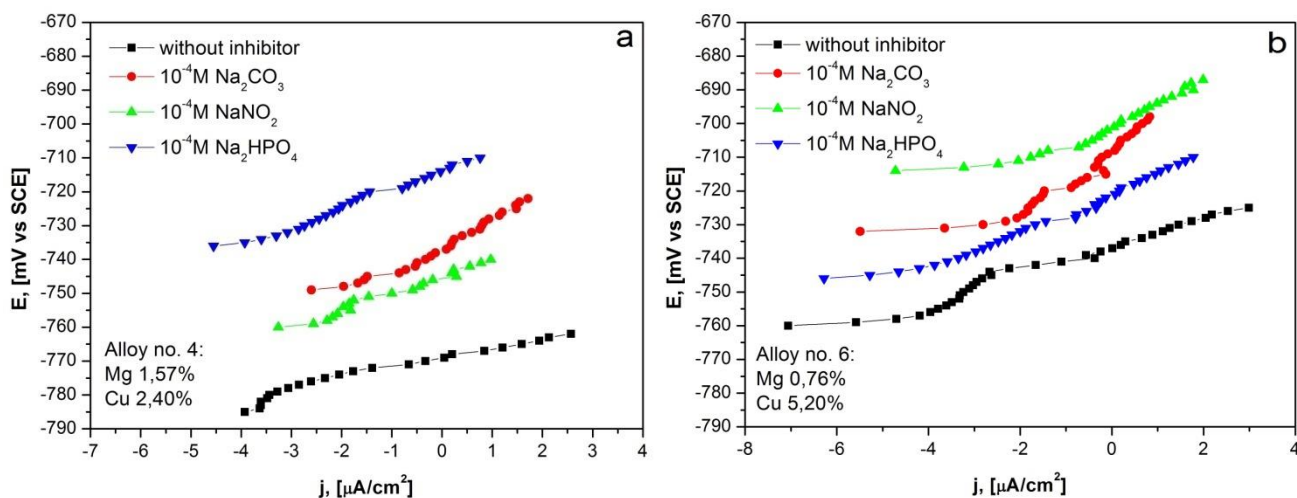 a
without inhibitor
10⁻⁴M Na₂CO₃
10⁻⁴M NaNO₂
10⁻⁴M Na₂HPO₄
Alloy no. 4:
Mg 1,57%
Cu 2,40%
E, [mV vs SCE]
-670
-680
-690
-700
-710
-720
-730
-740
-750
-760
-770
-780
-790
-7 -6 -5 -4 -3 -2 -1 0 1 2 3 4
j, [μA/cm²]
b
without inhibitor
10⁻⁴M Na₂CO₃
10⁻⁴M NaNO₂
10⁻⁴M Na₂HPO₄
Alloy no. 6:
Mg 0,76%
Cu 5,20%
E, [mV vs SCE]
-670
-680
-690
-700
-710
-720
-730
-740
-750
-760
-770
-780
-790
-8 -6 -4 -2 0 2 4
j, [μA/cm²]